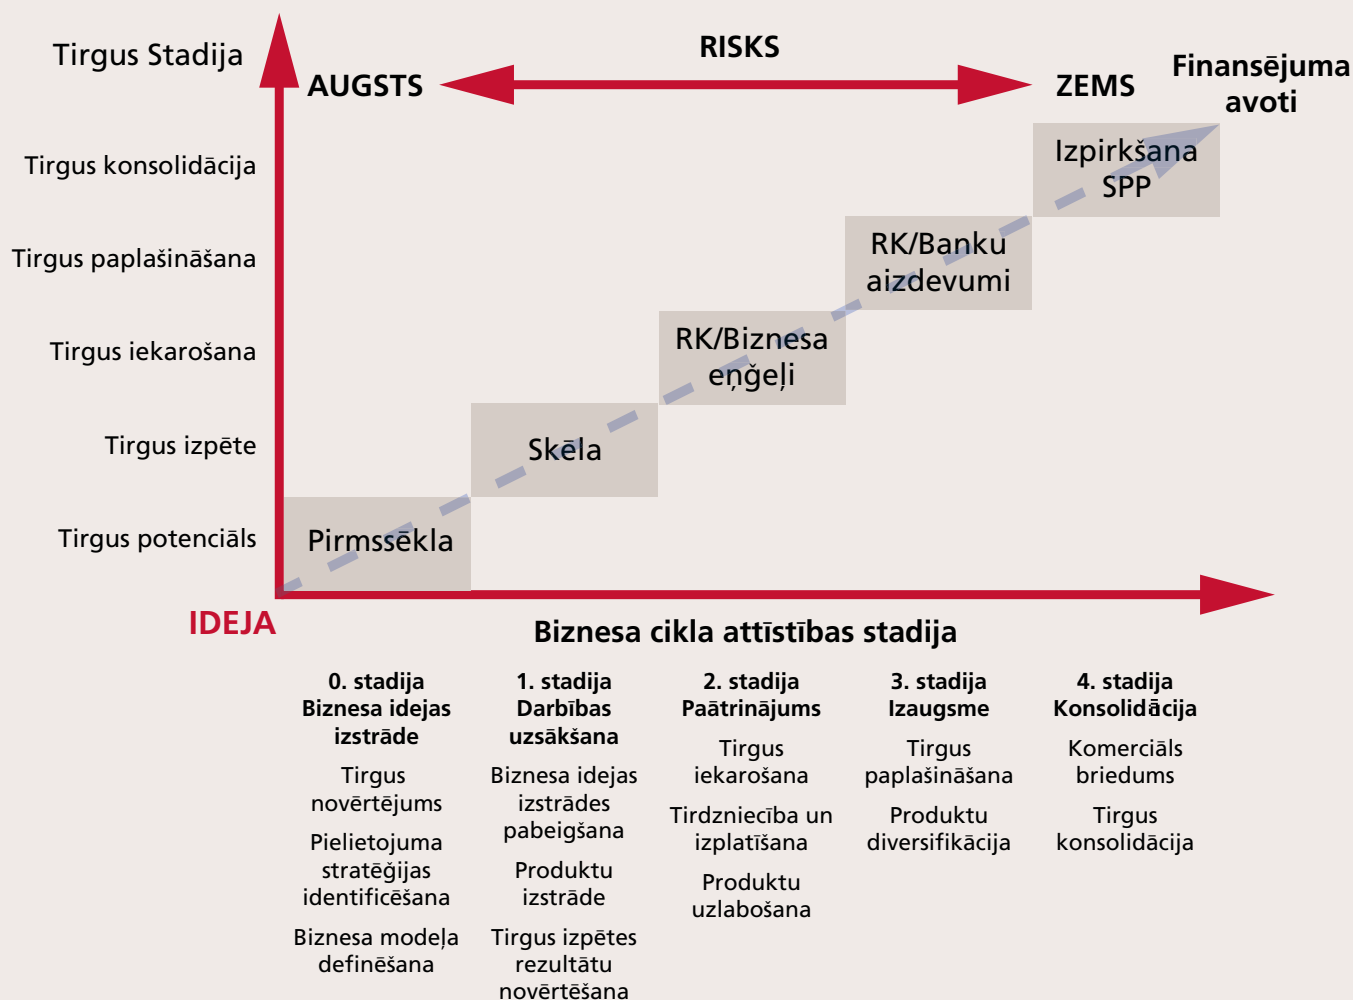 Tirgus Stadija
RISKS
AUGSTS
ZEMS
Finansējuma
avoti
Tirgus konsolidācija
Izpirkšana
SPP
Tirgus paplašināšana
RK/Banku
aizdevumi
Tirgus iekarošana
RK/Biznesa
eņģeļi
Tirgus izpēte
Skēla
Tirgus potenciāls
Pirmssēkla
IDEJA
Biznesa cikla attīstības stadija
0. stadija
Biznesa idejas
izstrāde
Tirgus
novērtējums
Pielietojuma
stratēģijas
identificēšana
Biznesa modeļa
definēšana
1. stadija
Darbības
uzsākšana
Biznesa idejas
izstrādes
pabeigšana
Produktu
izstrāde
Tirgus izpētes
rezultātu
novērtēšana
2. stadija
Paātrinājums
Tirgus
iekarošana
Tirdzniecība un
izplatīšana
Produktu
uzlabošana
3. stadija
Izaugsme
Tirgus
paplašināšana
Produktu
diversifikācija
4. stadija
Konsolidācija
Komerciāls
briedums
Tirgus
konsolidācija